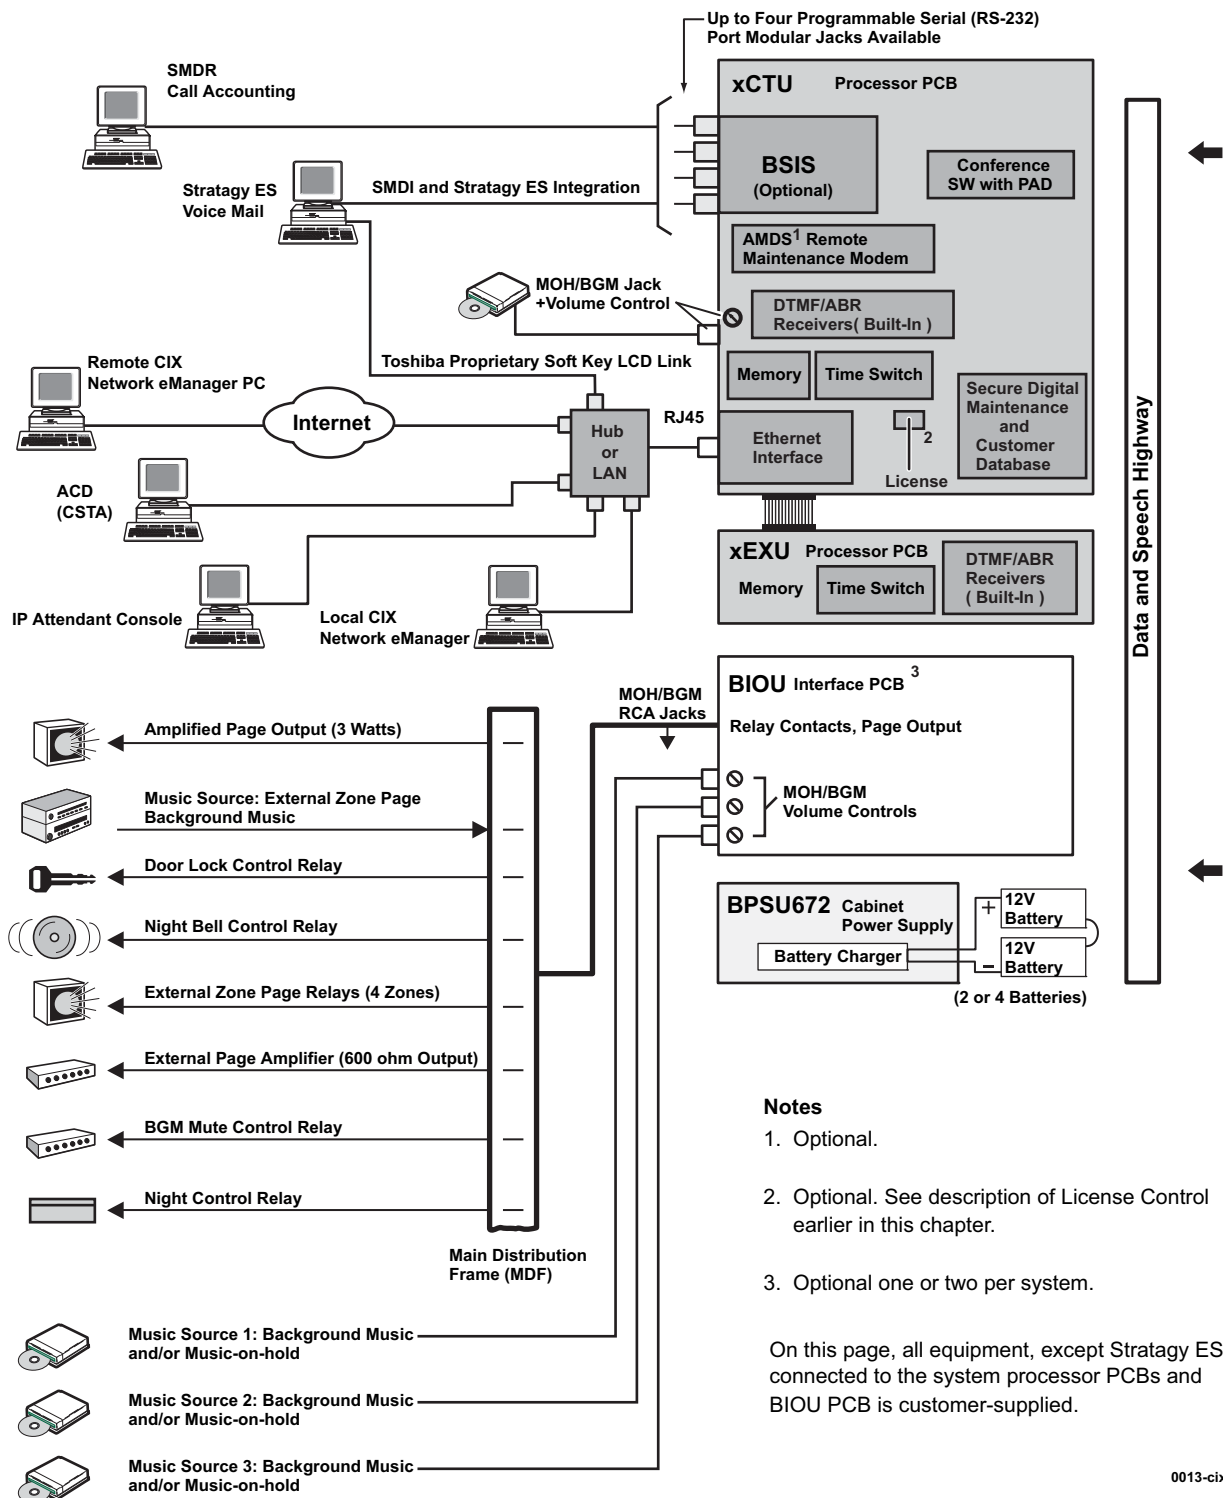 Up to Four Programmable Serial (RS-232)
Port Modular Jacks Available
SMDR
Call Accounting
xCTU Processor PCB
BSIS
(Optional)
Conference
SW with PAD
Stratagy ES
Voice Mail
SMDI and Stratagy ES Integration
AMDS1 Remote
Maintenance Modem
MOH/BGM Jack
+Volume Control
DTMF/ABR
Receivers( Built-In )
Remote CIX
Network eManager PC
Toshiba Proprietary Soft Key LCD Link
Memory
Time Switch
Secure Digital
Maintenance
and
Customer
Database
Internet
Hub
or
LAN
RJ45
Ethernet
Interface
2
License
ACD
(CSTA)
xEXU Processor PCB
Memory
Time Switch
DTMF/ABR
Receivers
( Built-In )
IP Attendant Console
Local CIX
Network eManager
Data and Speech Highway
BIOU Interface PCB 3
Relay Contacts, Page Output
MOH/BGM
RCA Jacks
MOH/BGM
Volume Controls
Amplified Page Output (3 Watts)
Music Source: External Zone Page
Background Music
Door Lock Control Relay
Night Bell Control Relay
External Zone Page Relays (4 Zones)
External Page Amplifier (600 ohm Output)
BGM Mute Control Relay
Night Control Relay
Main Distribution
Frame (MDF)
BPSU672 Cabinet
Power Supply
Battery Charger
+
12V
Battery
–
12V
Battery
(2 or 4 Batteries)
Notes
1. Optional.
2. Optional. See description of License Control
earlier in this chapter.
3. Optional one or two per system.
On this page, all equipment, except Stratagy ES
connected to the system processor PCBs and
BIOU PCB is customer-supplied.
Music Source 1: Background Music
and/or Music-on-hold
Music Source 2: Background Music
and/or Music-on-hold
Music Source 3: Background Music
and/or Music-on-hold
0013-cix